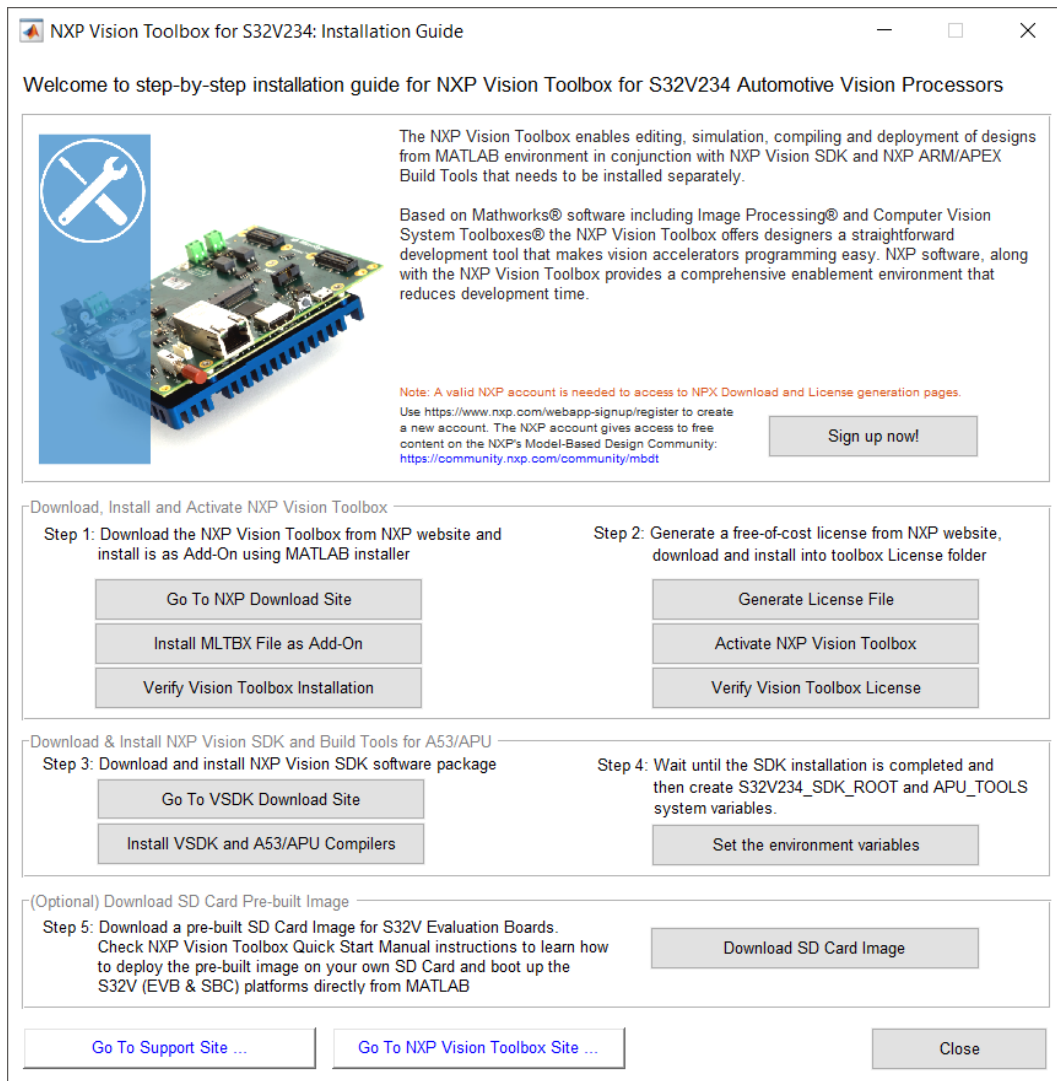 NXP Vision Toolbox for S32V234: Installation Guide
Welcome to step-by-step installation guide for NXP Vision Toolbox for S32V234 Automotive Vision Processors
The NXP Vision Toolbox enables editing, simulation, compiling and deployment of designs
from MATLAB environment in conjunction with NXP Vision SDK and NXP ARM/APEX
Build Tools that needs to be installed separately.
Based on Mathworks® software including Image Processing® and Computer Vision
System Toolboxes® the NXP Vision Toolbox offers designers a straightforward
development tool that makes vision accelerators programming easy. NXP software, along
with the NXP Vision Toolbox provides a comprehensive enablement environment that
reduces development time.
Note: A valid NXP account is needed to access to NPX Download and License generation pages.
Use https://www.nxp.com/webapp-signup/register to create
a new account. The NXP account gives access to free
content on the NXP's Model-Based Design Community:
https://community.nxp.com/community/mbdt
Sign up now!
Download, Install and Activate NXP Vision Toolbox
Step 1: Download the NXP Vision Toolbox from NXP website and
install is as Add-On using MATLAB installer
Go To NXP Download Site
Install MLTBX File as Add-On
Verify Vision Toolbox Installation
Step 2: Generate a free-of-cost license from NXP website,
download and install into toolbox License folder
Generate License File
Activate NXP Vision Toolbox
Verify Vision Toolbox License
Download & Install NXP Vision SDK and Build Tools for A53/APU
Step 3: Download and install NXP Vision SDK software package
Go To VSDK Download Site
Install VSDK and A53/APU Compilers
Step 4: Wait until the SDK installation is completed and
then create S32V234_SDK_ROOT and APU_TOOLS
system variables.
Set the environment variables
(Optional) Download SD Card Pre-built Image
Step 5: Download a pre-built SD Card Image for S32V Evaluation Boards.
Check NXP Vision Toolbox Quick Start Manual instructions to learn how
to deploy the pre-built image on your own SD Card and boot up the
S32V (EVB & SBC) platforms directly from MATLAB
Download SD Card Image
Go To Support Site ...
Go To NXP Vision Toolbox Site ...
Close